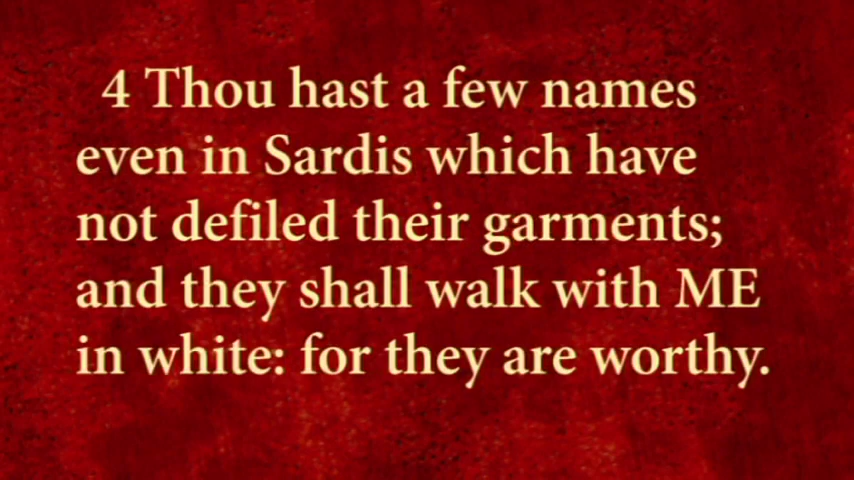 4 Thou hast a few names
even in Sardis which have
not defiled their garments;
and they shall walk with ME
in white: for they are worthy.